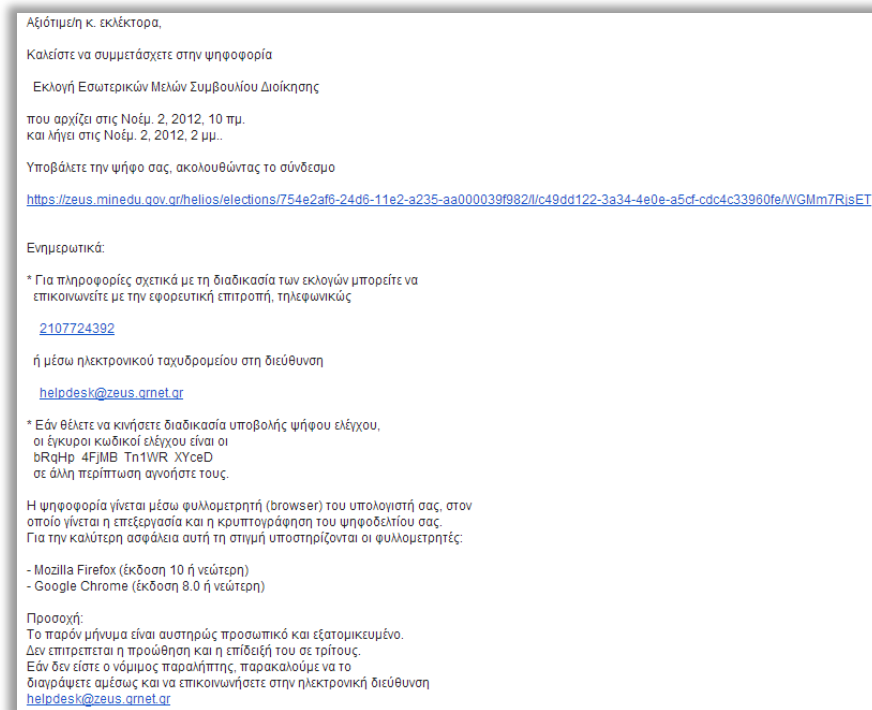 Αξιότιμε/η κ. εκλέκτορα,
Καλείστε να συμμετάσχετε στην ψηφοφορία
Εκλογή Εσωτερικών Μελών Συμβουλίου Διοίκησης
που αρχίζει στις Νοέμ. 2, 2012, 10 πμ.
και λήγει στις Νοέμ. 2, 2012, 2 μμ..
Υποβάλετε την ψήφο σας, ακολουθώντας το σύνδεσμο
https://zeus.minedu.gov.gr/helios/elections/754e2af6-24d6-11e2-a235-aa000039f982/l/c49dd122-3a34-4e0e-a5cf-cdc4c33960fe/WGMm7RjsET
Ενημερωτικά:
* Για πληροφορίες σχετικά με τη διαδικασία των εκλογών μπορείτε να
επικοινωνείτε με την εφορευτική επιτροπή, τηλεφωνικώς
2107724392
ή μέσω ηλεκτρονικού ταχυδρομείου στη διεύθυνση
helpdesk@zeus.grnet.gr
* Εάν θέλετε να κινήσετε διαδικασία υποβολής ψήφου ελέγχου,
οι έγκυροι κωδικοί ελέγχου είναι οι
bRqHp 4FjMB Tn1WR XYceD
σε άλλη περίπτωση αγνοήστε τους.
Η ψηφοφορία γίνεται μέσω φυλλομετρητή (browser) του υπολογιστή σας, στον
οποίο γίνεται η επεξεργασία και η κρυπτογράφηση του ψηφοδελτίου σας.
Για την καλύτερη ασφάλεια αυτή τη στιγμή υποστηρίζονται οι φυλλομετρητές:
- Mozilla Firefox (έκδοση 10 ή νεώτερη)
- Google Chrome (έκδοση 8.0 ή νεώτερη)
Προσοχή:
Το παρόν μήνυμα είναι αυστηρώς προσωπικό και εξατομικευμένο.
Δεν επιτρεπεται η προώθηση και η επίδειξή του σε τρίτους.
Εάν δεν είστε ο νόμιμος παραλήπτης, παρακαλούμε να το
διαγράψετε αμέσως και να επικοινωνήσετε στην ηλεκτρονική διεύθυνση
helpdesk@zeus.grnet.gr